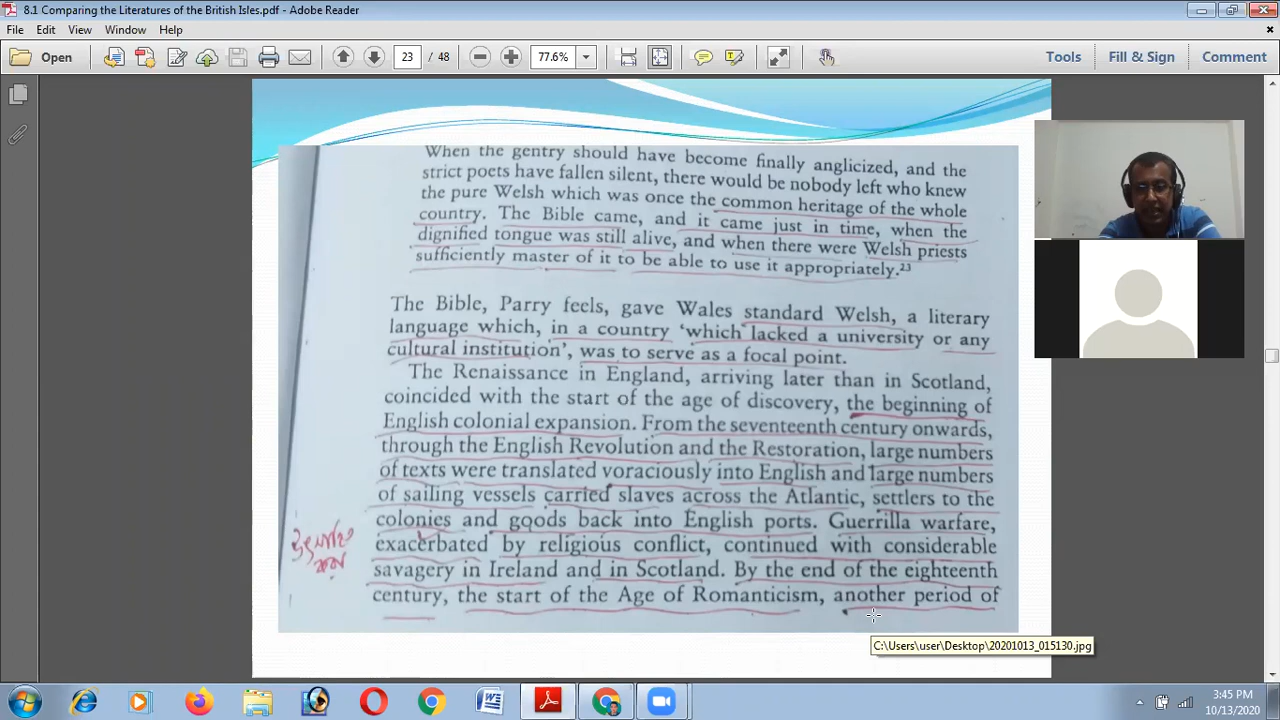 8.1 Comparing the Literatures of the British Isles.pdf - Adobe Reader
File Edit View Window Help
Open 23 / 48 77.6% Tools Fill & Sign Comment
When the gentry should have become finally anglicized, and the
strict poets have fallen silent, there would be nobody left who knew
the pure Welsh which was once the common heritage of the whole
country. The Bible came, and it came just in time, when the
dignified tongue was still alive, and when there were Welsh priests
sufficiently master of it to be able to use it appropriately.23
The Bible, Parry feels, gave Wales standard Welsh, a literary
language which, in a country ‘which lacked a university or any
cultural institution’, was to serve as a focal point.
The Renaissance in England, arriving later than in Scotland,
coincided with the start of the age of discovery, the beginning of
English colonial expansion. From the seventeenth century onwards,
through the English Revolution and the Restoration, large numbers
of texts were translated voraciously into English and large numbers
of sailing vessels carried slaves across the Atlantic, settlers to the
colonies and goods back into English ports. Guerrilla warfare,
exacerbated by religious conflict, continued with considerable
savagery in Ireland and in Scotland. By the end of the eighteenth
century, the start of the Age of Romanticism, another period of
C:\Users\user\Desktop\20201013_015130.jpg
3:45 PM
10/13/2020